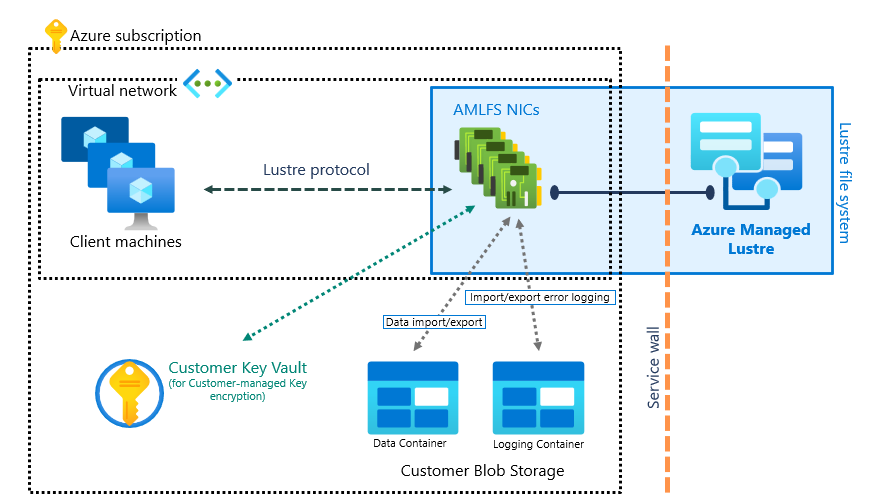 Azure subscription
Virtual network
AMLFS NICs
Lustre protocol
Client machines
Azure Managed
Lustre
Lustre file system
Import/export error logging
Data import/export
Service wall
Customer Key Vault
(for Customer-managed Key
encryption)
Data Container
Logging Container
Customer Blob Storage